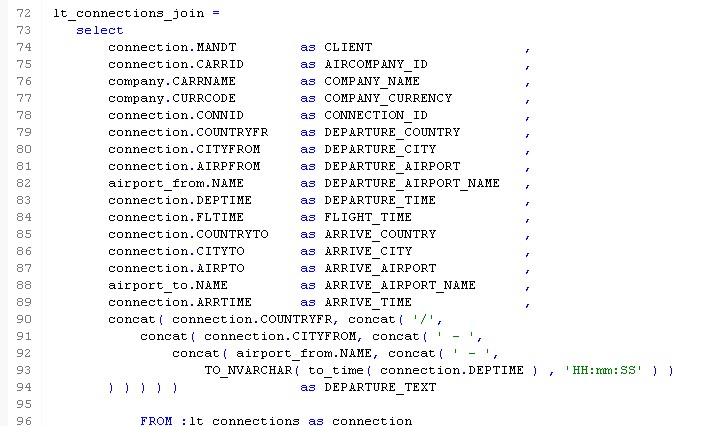 72 lt_connections_join =
73 select
74 connection.MANDT as CLIENT ,
75 connection.CARRID as AIRCOMPANY_ID ,
76 company.CARRNAME as COMPANY_NAME ,
77 company.CURRCODE as COMPANY_CURRENCY ,
78 connection.CONNID as CONNECTION_ID ,
79 connection.COUNTRYFR as DEPARTURE_COUNTRY ,
80 connection.CITYFROM as DEPARTURE_CITY ,
81 connection.AIRPFROM as DEPARTURE_AIRPORT ,
82 airport_from.NAME as DEPARTURE_AIRPORT_NAME ,
83 connection.DEPTIME as DEPARTURE_TIME ,
84 connection.FLTIME as FLIGHT_TIME ,
85 connection.COUNTRYTO as ARRIVE_COUNTRY ,
86 connection.CITYTO as ARRIVE_CITY ,
87 connection.AIRPTO as ARRIVE_AIRPORT ,
88 airport_to.NAME as ARRIVE_AIRPORT_NAME ,
89 connection.ARRTIME as ARRIVE_TIME ,
90 concat( connection.COUNTRYFR, concat( '/',
91 concat( connection.CITYFROM, concat( ' - ',
92 concat( airport_from.NAME, concat( ' - ',
93 TO_NVARCHAR( to_time( connection.DEPTIME ) , 'HH:mm:SS' ) )
94 ) ) ) ) ) as DEPARTURE_TEXT
95
96 FROM :lt_connections as connection